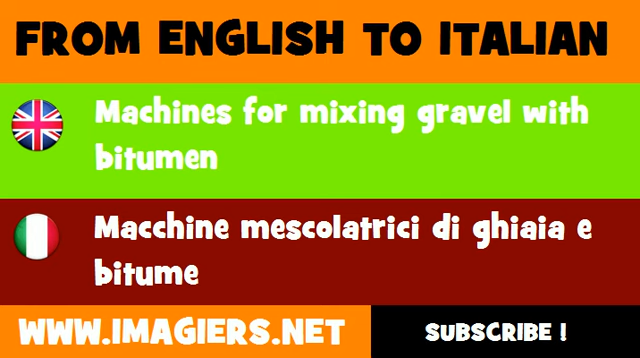 FROM ENGLISH TO ITALIAN
Machines for mixing gravel with
bitumen
Macchine mescolatrici di ghiaia e
bitume
WWW.IMAGIERS.NET
SUBSCRIBE !